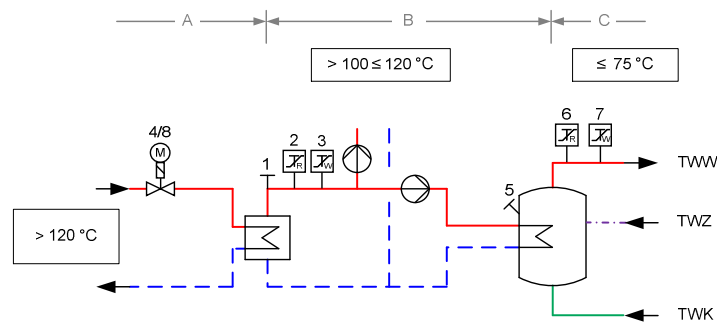 A B C
> 100 ≤ 120 °C ≤ 75 °C
4/8 2 3 6 7
M R W R W
1
TWW
5
TWZ
> 120 °C
TWK